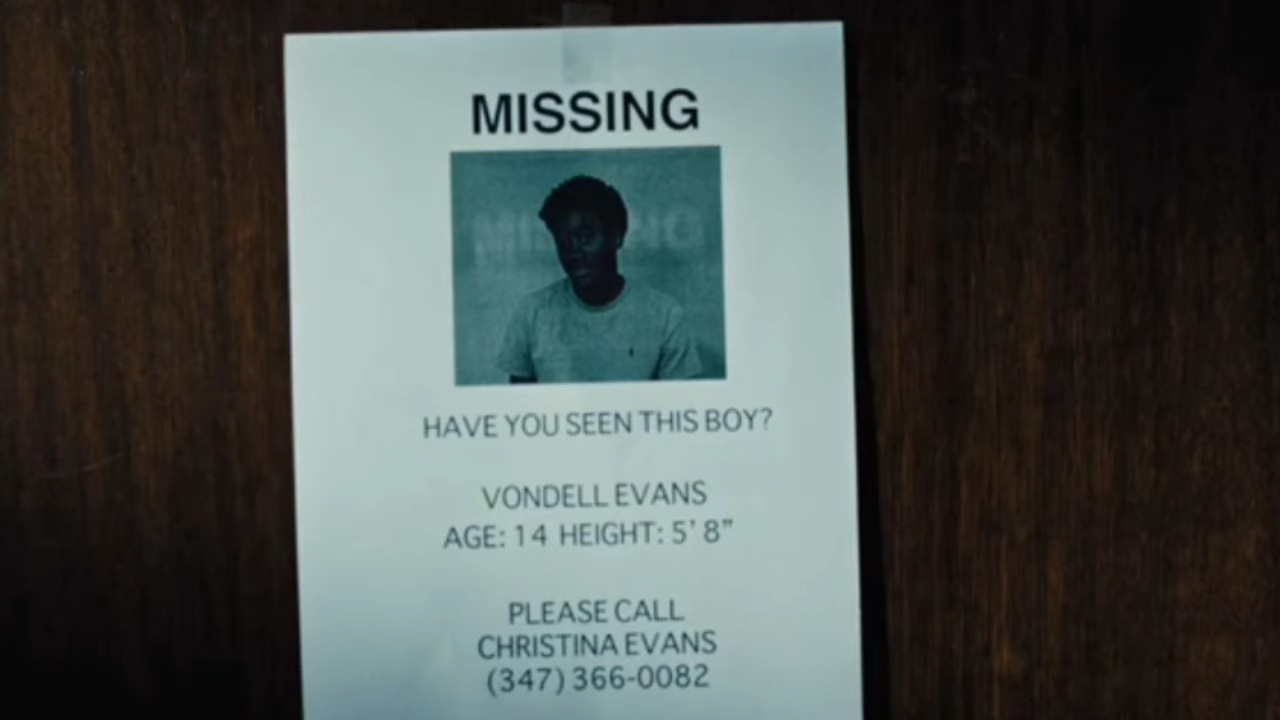 MISSING
HAVE YOU SEEN THIS BOY?
VONDELL EVANS
AGE: 14 HEIGHT: 5' 8"
PLEASE CALL
CHRISTINA EVANS
(347) 366-0082